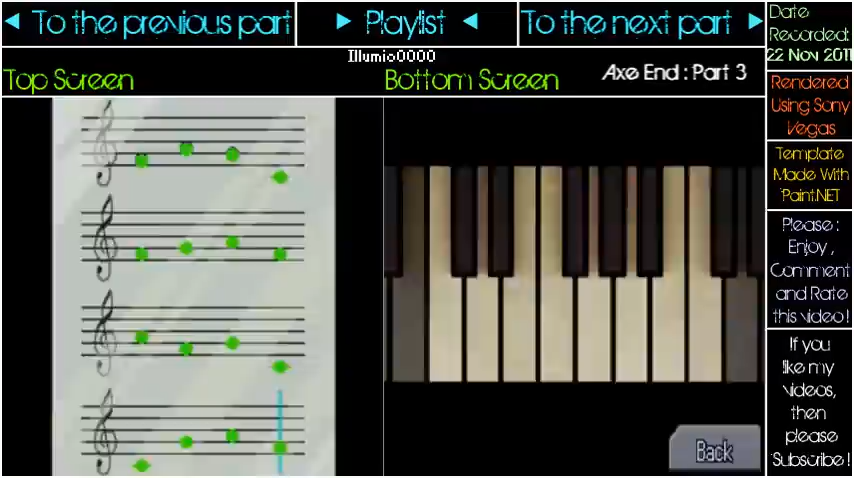 To the previous part
Playlist
To the next part
Illumio0000
Top Screen
Bottom Screen
Axe End : Part 3
Date
Recorded:
22 Nov 2011
Rendered
Using Sony
Vegas
Template
Made With
Paint.NET
Please :
Enjoy ,
Comment
and Rate
this video!
If you
like my
videos,
then
please
Subscribe!
Back